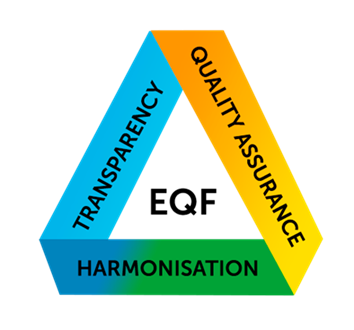 TRANSPARENCY
QUALITY ASSURANCE
EQF
HARMONISATION